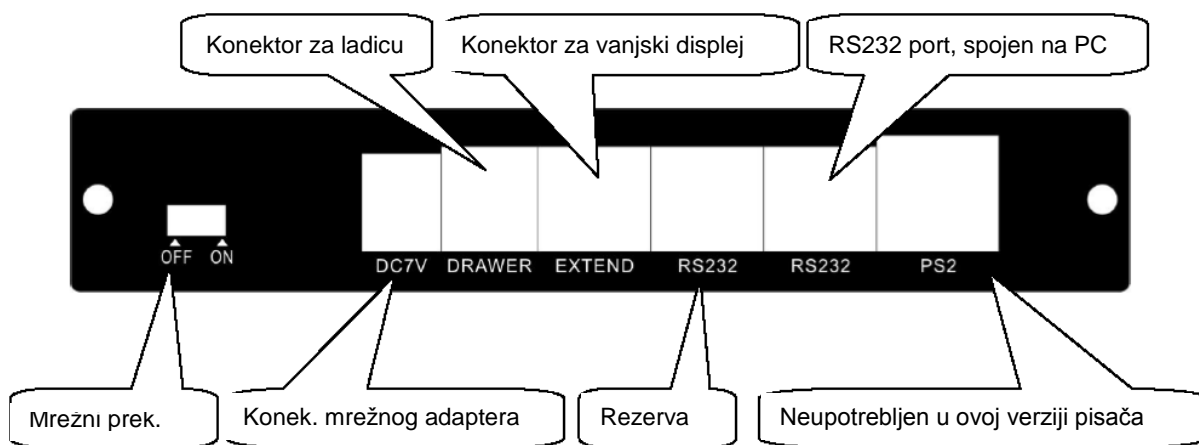 Konektor za ladicu
Konektor za vanjski displej
RS232 port, spojen na PC
OFF ON
DC7V DRAWER EXTEND RS232 RS232 PS2
Mrežni prek.
Konek. mrežnog adaptera
Rezerva
Neupotrebljen u ovoj verziji pisača